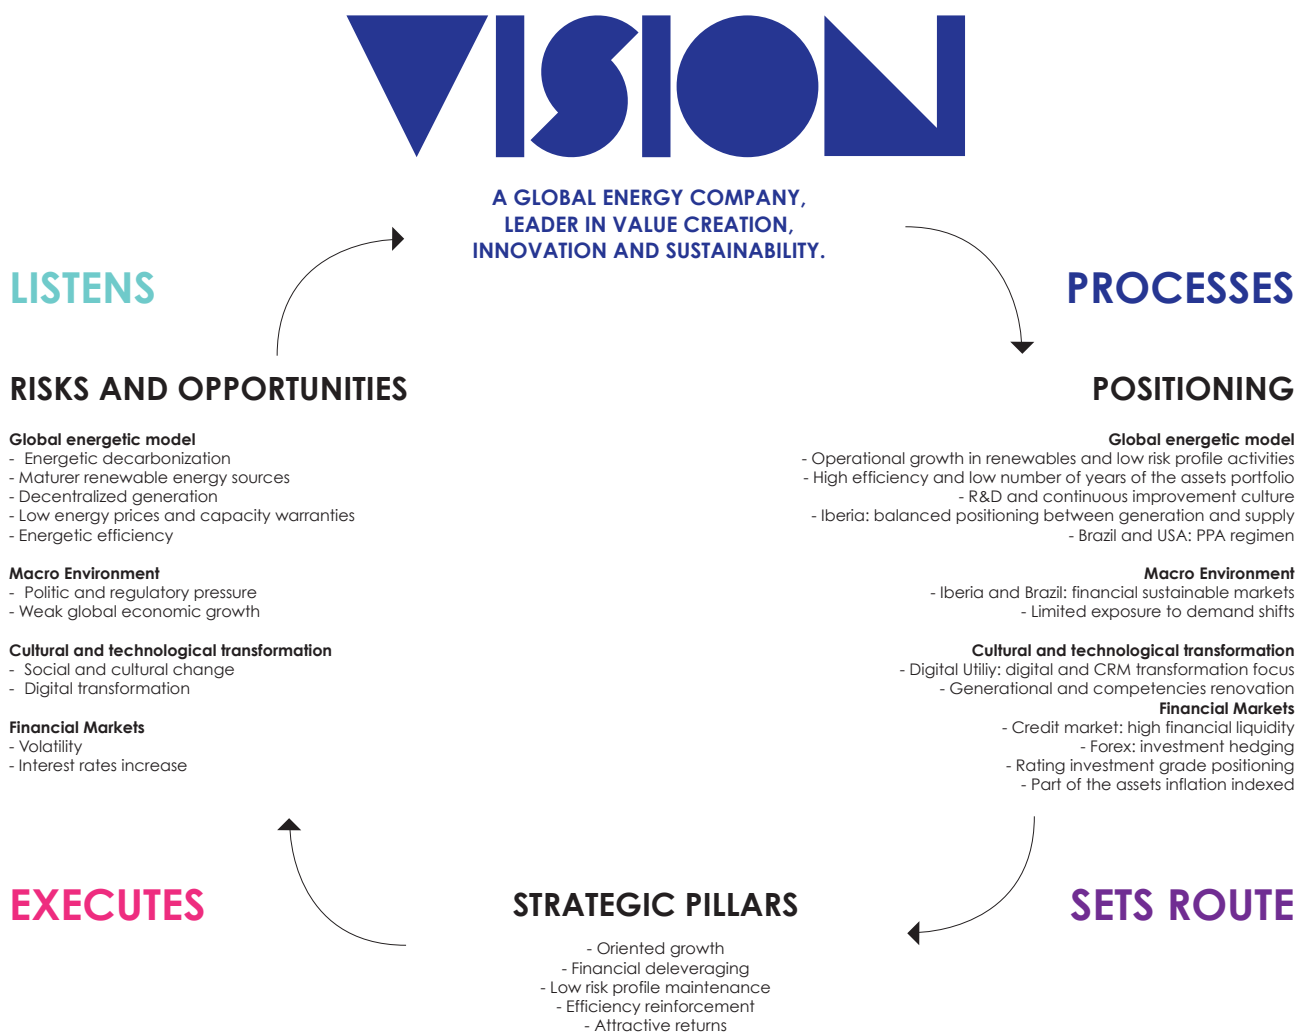 VISION
A GLOBAL ENERGY COMPANY,
LEADER IN VALUE CREATION,
INNOVATION AND SUSTAINABILITY.
LISTENS
PROCESSES
RISKS AND OPPORTUNITIES
Global energetic model
- Energetic decarbonization
- Maturer renewable energy sources
- Decentralized generation
- Low energy prices and capacity warranties
- Energetic efficiency
Macro Environment
- Politic and regulatory pressure
- Weak global economic growth
Cultural and technological transformation
- Social and cultural change
- Digital transformation
Financial Markets
- Volatility
- Interest rates increase
POSITIONING
Global energetic model
- Operational growth in renewables and low risk profile activities
- High efficiency and low number of years of the assets portfolio
- R&D and continuous improvement culture
- Iberia: balanced positioning between generation and supply
- Brazil and USA: PPA regimen
Macro Environment
- Iberia and Brazil: financial sustainable markets
- Limited exposure to demand shifts
Cultural and technological transformation
- Digital Utiliy: digital and CRM transformation focus
- Generational and competencies renovation
Financial Markets
- Credit market: high financial liquidity
- Forex: investment hedging
- Rating investment grade positioning
- Part of the assets inflation indexed
EXECUTES
STRATEGIC PILLARS
- Oriented growth
- Financial deleveraging
- Low risk profile maintenance
- Efficiency reinforcement
- Attractive returns
SETS ROUTE